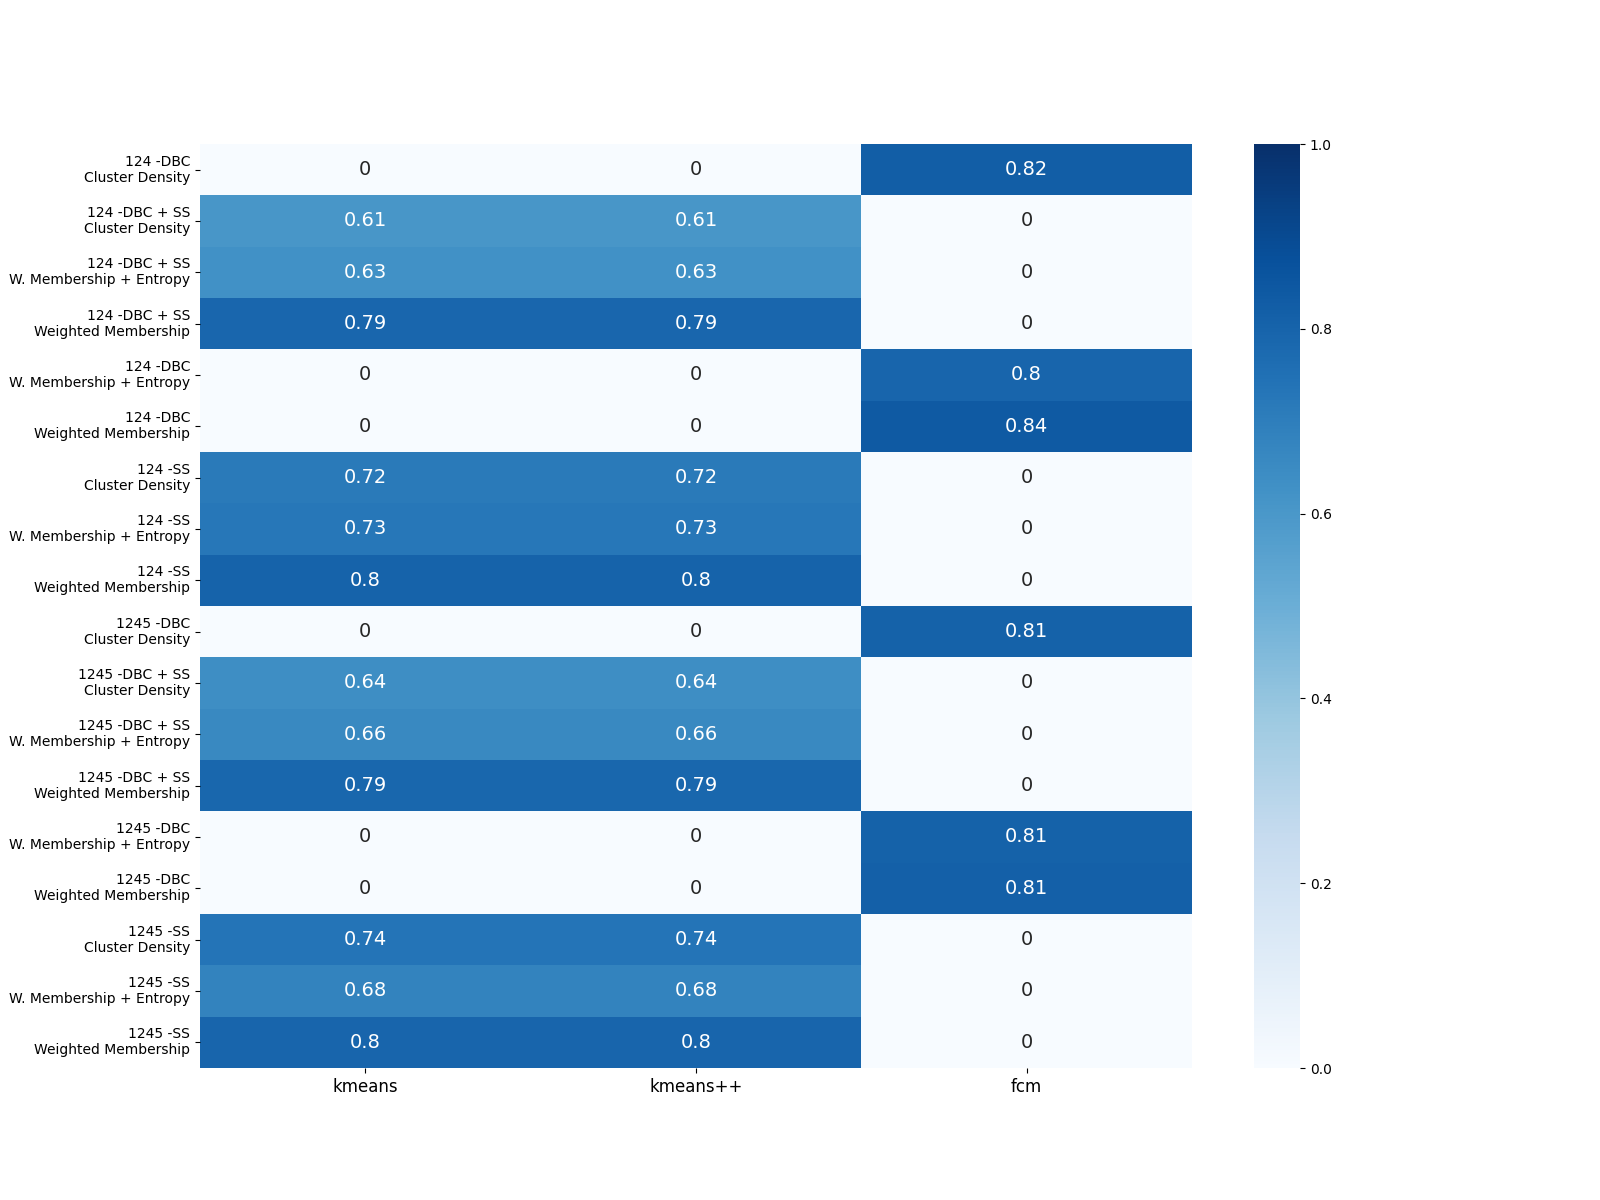 124 -DBC
Cluster Density
0 0 0.82
124 -DBC + SS
Cluster Density
0.61 0.61 0
124 -DBC + SS
W. Membership + Entropy
0.63 0.63 0
124 -DBC + SS
Weighted Membership
0.79 0.79 0
124 -DBC
W. Membership + Entropy
0 0 0.8
124 -DBC
Weighted Membership
0 0 0.84
124 -SS
Cluster Density
0.72 0.72 0
124 -SS
W. Membership + Entropy
0.73 0.73 0
124 -SS
Weighted Membership
0.8 0.8 0
1245 -DBC
Cluster Density
0 0 0.81
1245 -DBC + SS
Cluster Density
0.64 0.64 0
1245 -DBC + SS
W. Membership + Entropy
0.66 0.66 0
1245 -DBC + SS
Weighted Membership
0.79 0.79 0
1245 -DBC
W. Membership + Entropy
0 0 0.81
1245 -DBC
Weighted Membership
0 0 0.81
1245 -SS
Cluster Density
0.74 0.74 0
1245 -SS
W. Membership + Entropy
0.68 0.68 0
1245 -SS
Weighted Membership
0.8 0.8 0
kmeans kmeans++ fcm
1.0
0.8
0.6
0.4
0.2
0.0